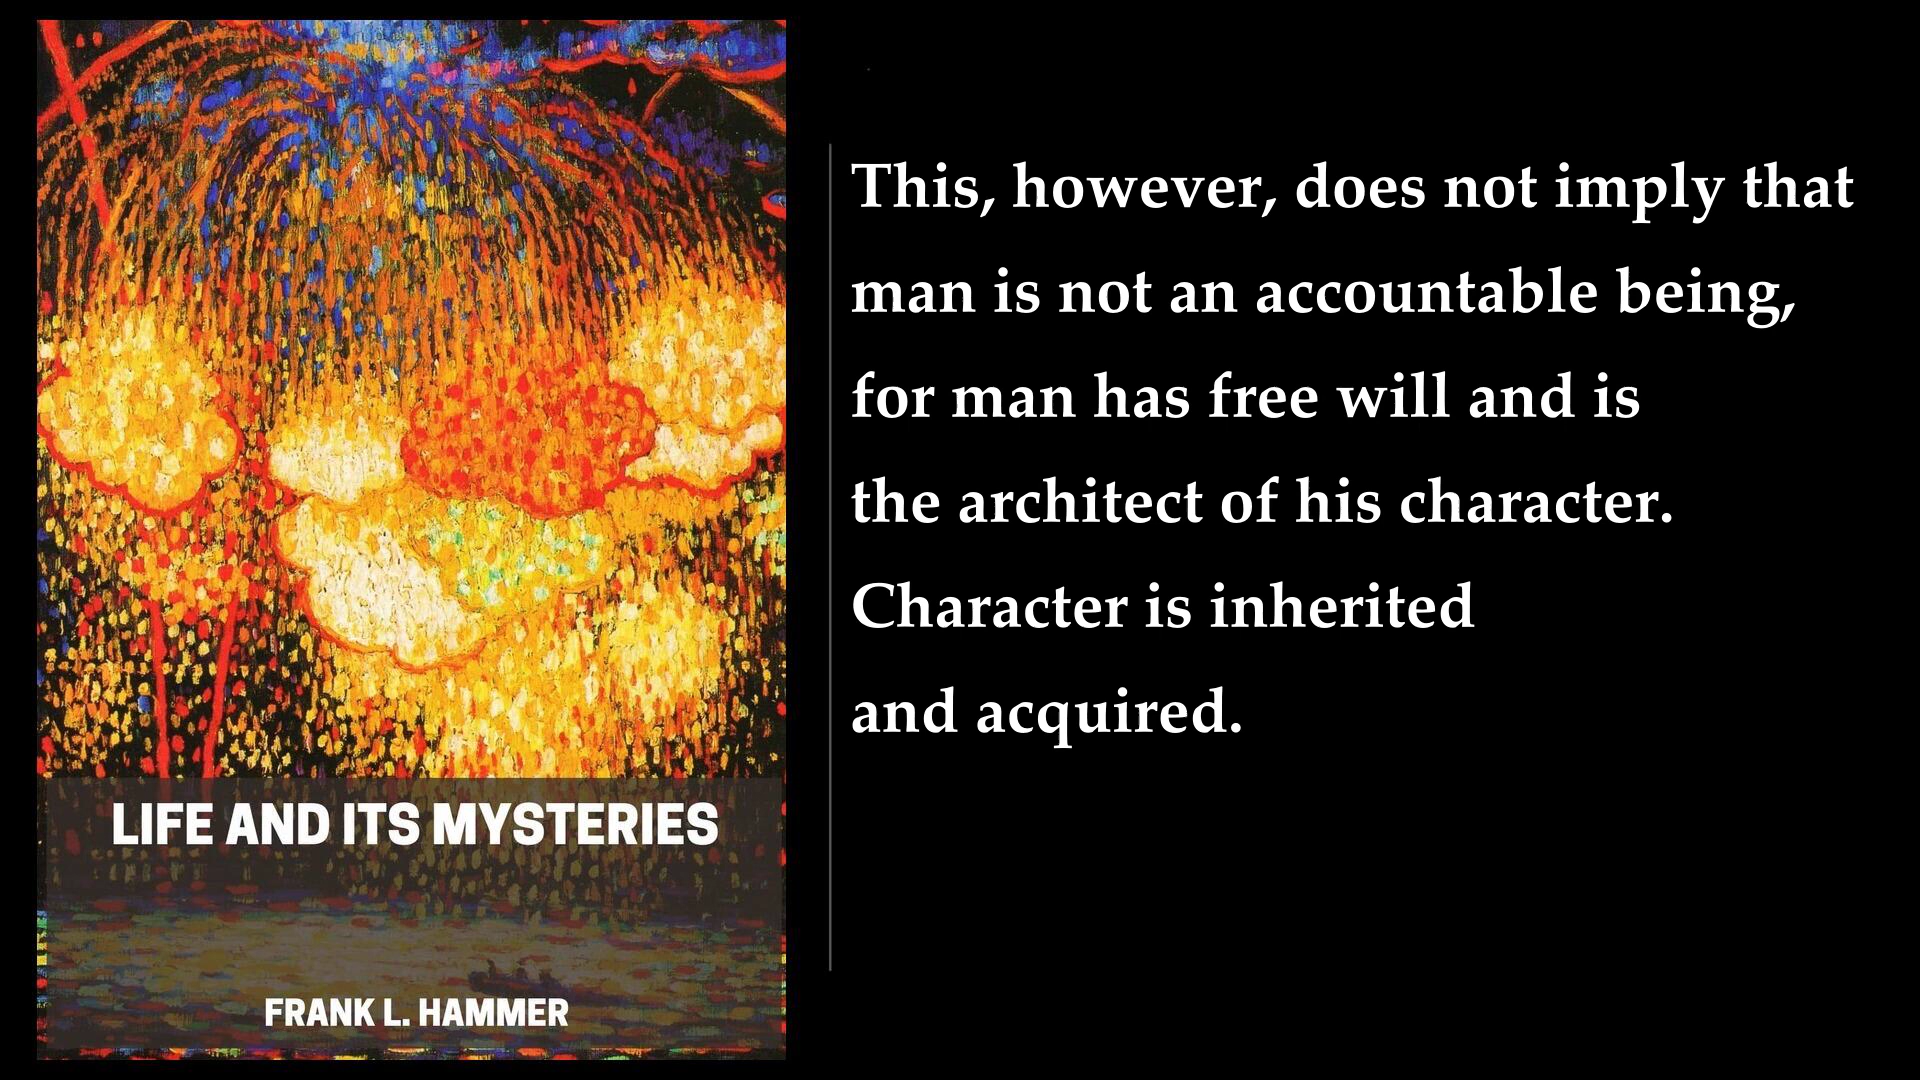 LIFE AND ITS MYSTERIES
FRANK L. HAMMER
This, however, does not imply that
man is not an accountable being,
for man has free will and is
the architect of his character.
Character is inherited
and acquired.